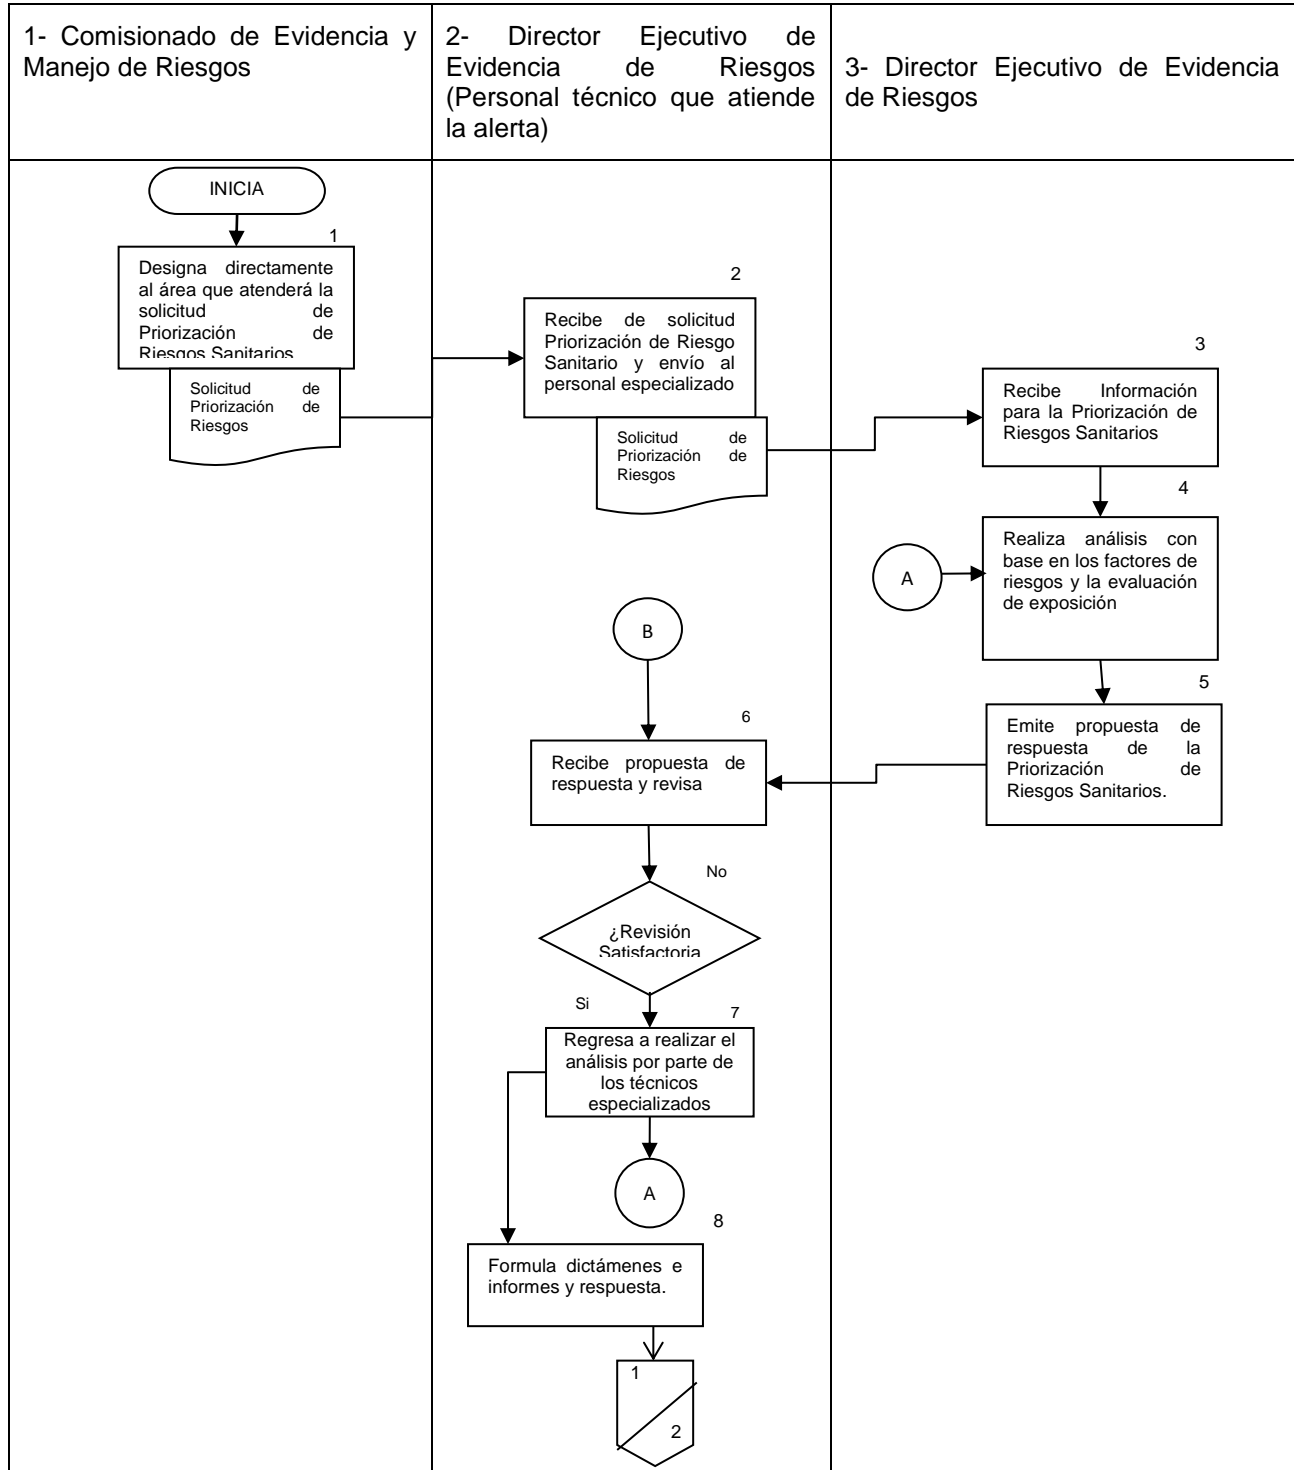 1- Comisionado de Evidencia y
Manejo de Riesgos
2- Director Ejecutivo de
Evidencia de Riesgos
(Personal técnico que atiende
la alerta)
3- Director Ejecutivo de Evidencia
de Riesgos
INICIA
1
Designa directamente
al área que atenderá la
solicitud de
Priorización de
Riesgos Sanitarios
Solicitud de
Priorización de
Riesgos
2
Recibe de solicitud
Priorización de Riesgo
Sanitario y envío al
personal especializado
Solicitud de
Priorización de
Riesgos
3
Recibe Información
para la Priorización de
Riesgos Sanitarios
4
Realiza análisis con
base en los factores de
riesgos y la evaluación
de exposición
A
B
5
Emite propuesta de
respuesta de la
Priorización de
Riesgos Sanitarios.
6
Recibe propuesta de
respuesta y revisa
No
¿Revisión
Satisfactoria
Si
7
Regresa a realizar el
análisis por parte de
los técnicos
especializados
A
8
Formula dictámenes e
informes y respuesta.
1
2